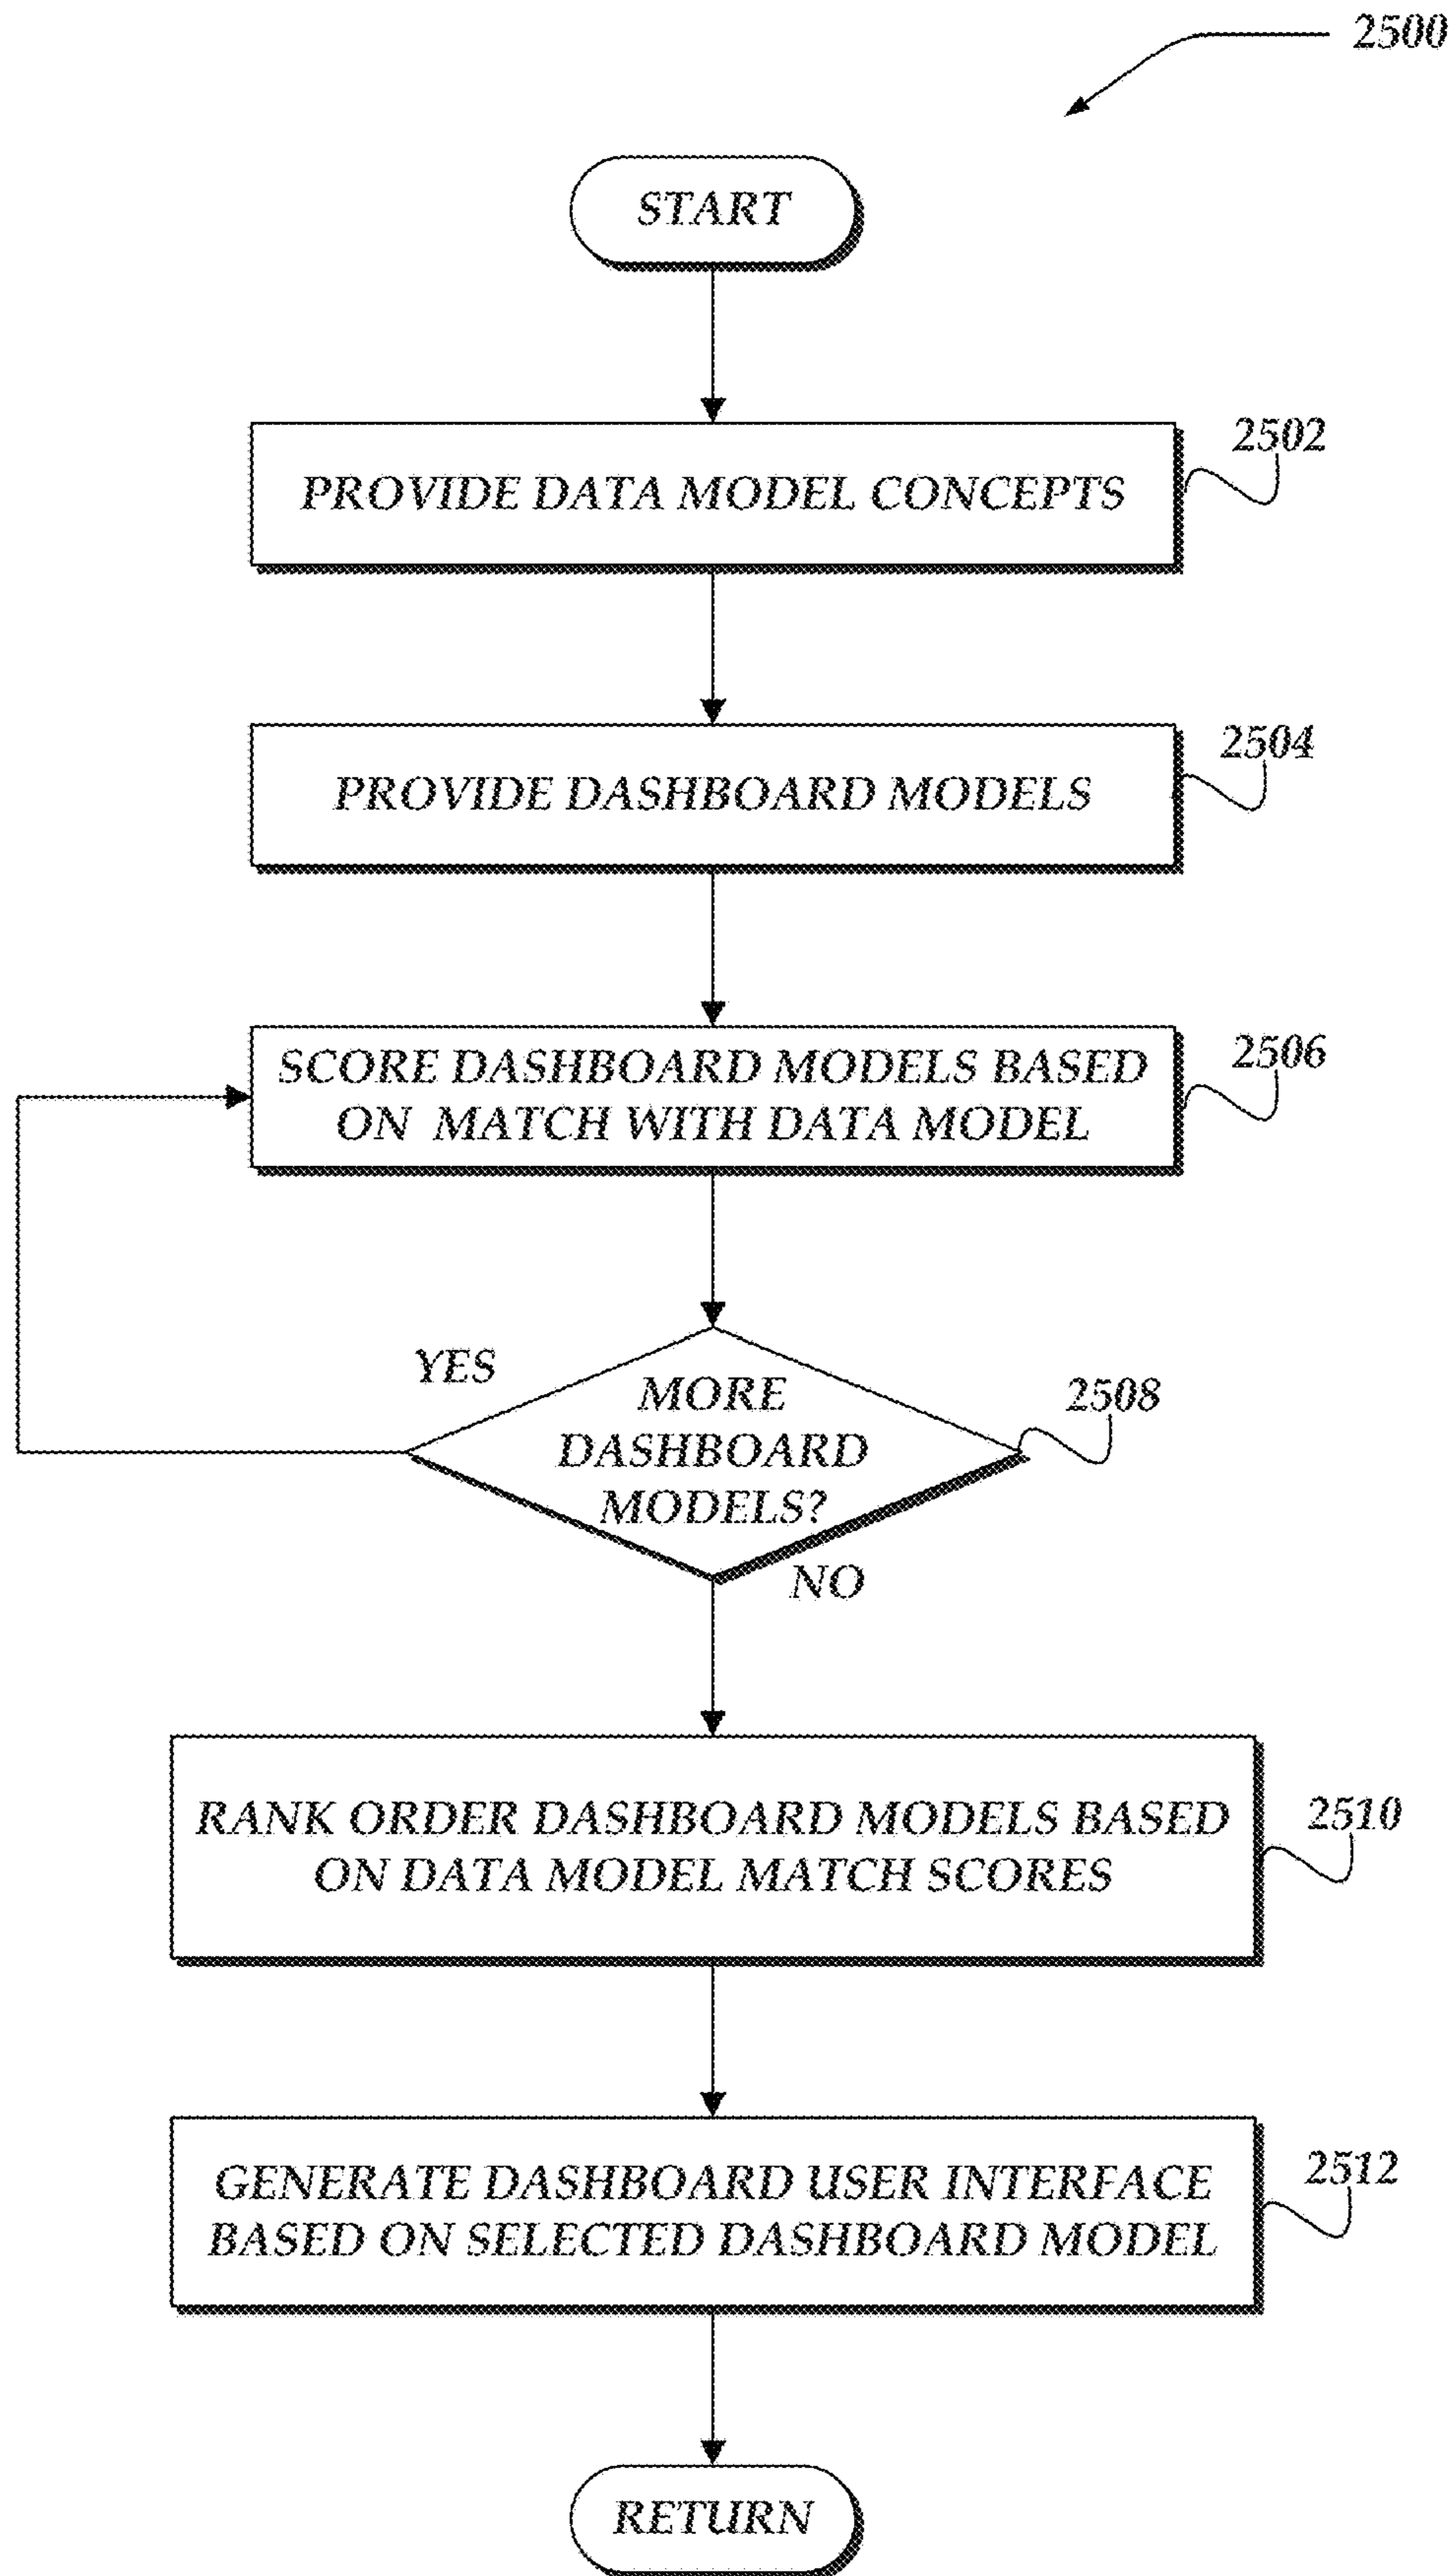 2500
START
2502
PROVIDE DATA MODEL CONCEPTS
2504
PROVIDE DASHBOARD MODELS
2506
SCORE DASHBOARD MODELS BASED
ON MATCH WITH DATA MODEL
YES
2508
MORE
DASHBOARD
MODELS?
NO
2510
RANK ORDER DASHBOARD MODELS BASED
ON DATA MODEL MATCH SCORES
2512
GENERATE DASHBOARD USER INTERFACE
BASED ON SELECTED DASHBOARD MODEL
RETURN